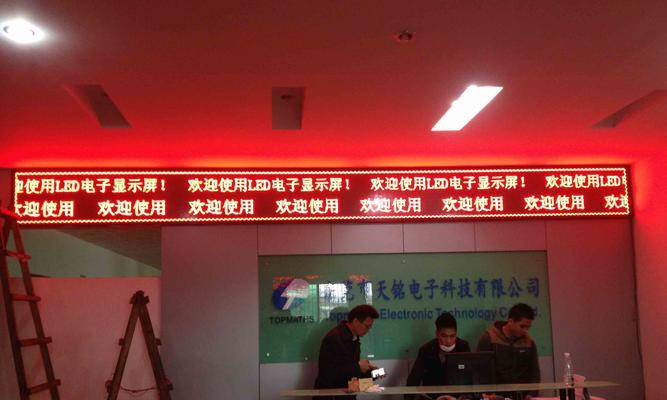 迎使用LED电子显示屏! 欢迎使用LED电子显示屏! 欢迎使用LED电子显示屏! 欢迎使用LED
欢迎使用 欢迎使用 欢迎使用 欢迎使用 欢迎使用 欢迎使用 欢迎使用 欢迎
莞市天铭电子科技有限公司
Electronic Technology Co. Ltd.
TOPMATHS